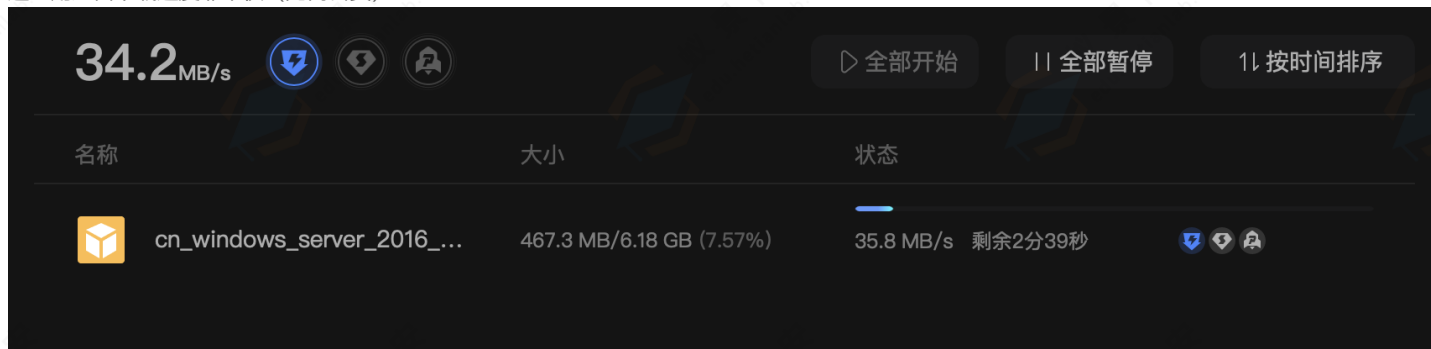 34.2MB/s 全部开始 全部暂停 按时间排序
名称 大小 状态
cn_windows_server_2016_... 467.3 MB/6.18 GB (7.57%) 35.8 MB/s 剩余2分39秒